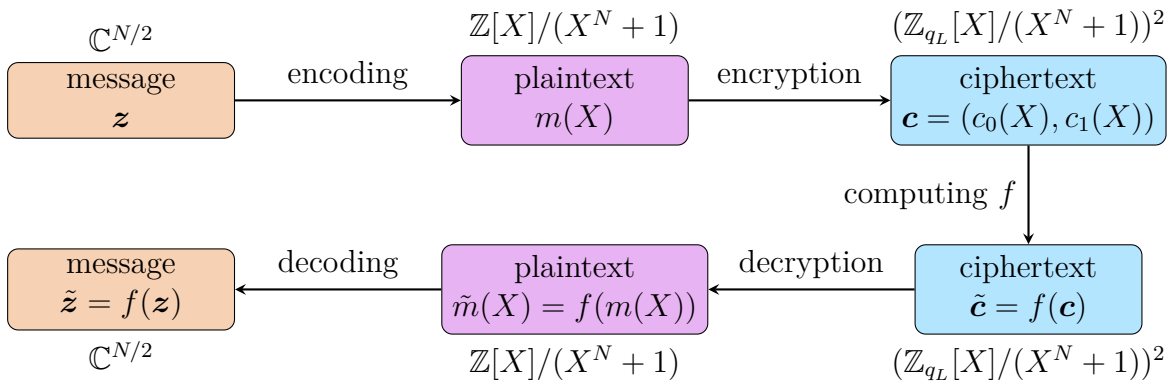 ℂ^{N/2}
message
𝒛
encoding
ℤ[X]/(X^N + 1)
plaintext
m(X)
encryption
(ℤ_{q_L}[X]/(X^N + 1))^2
ciphertext
𝒄 = (c_0(X), c_1(X))
computing f
message
𝒛̃ = f(𝒛)
ℂ^{N/2}
decoding
plaintext
m̃(X) = f(m(X))
ℤ[X]/(X^N + 1)
decryption
ciphertext
𝒄̃ = f(𝒄)
(ℤ_{q_L}[X]/(X^N + 1))^2